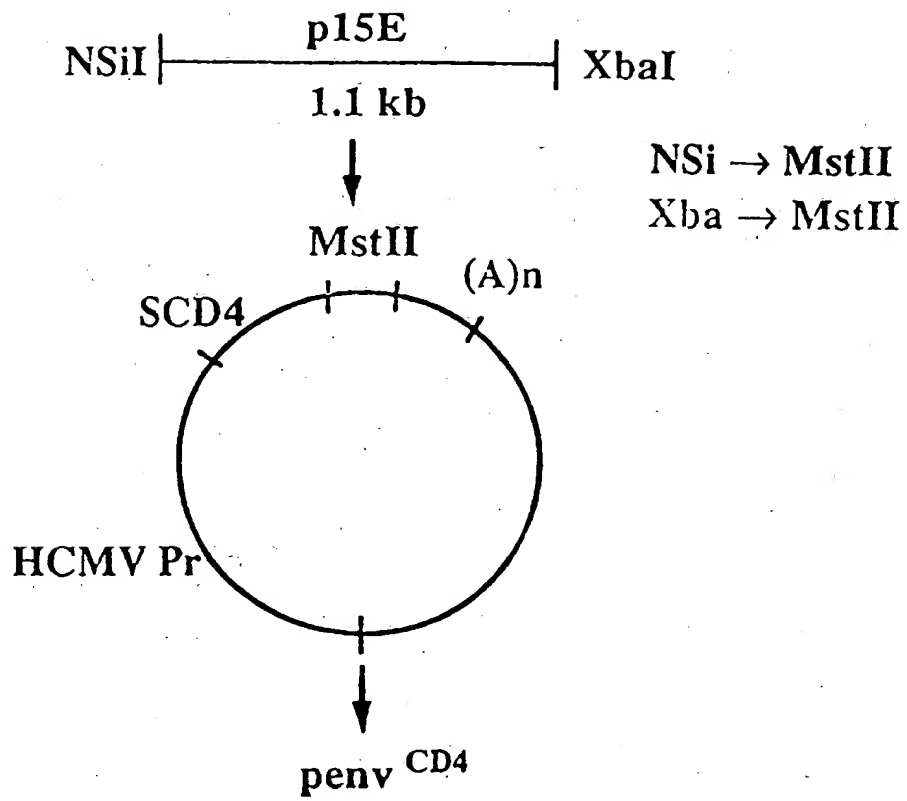 p15E
NSiI XbaI
1.1 kb
NSi → MstII
Xba → MstII
MstII
(A)n
SCD4
HCMV Pr
penv CD4